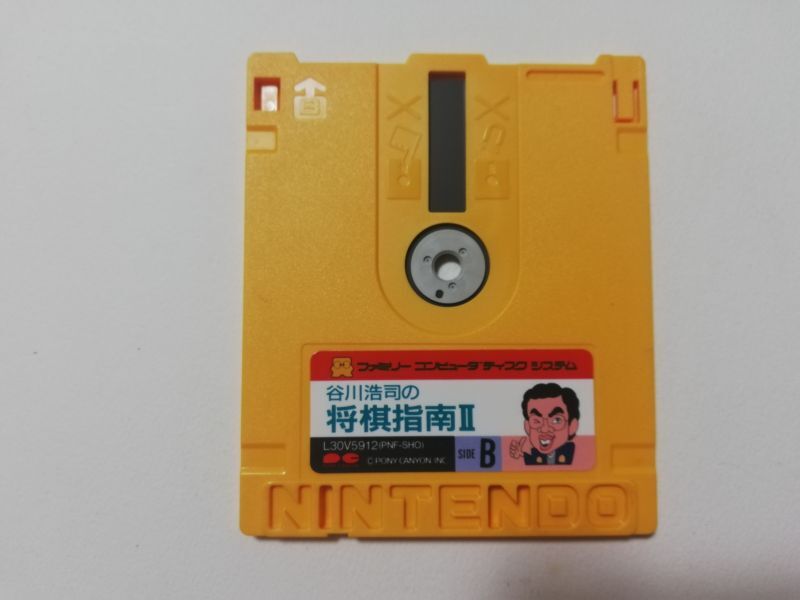 B
ファミリー コンピュータ ディスク システム
谷川浩司の
将棋指南II
L30V5912(PNF-SHO)
© PONY CANYON INC.
SIDE B
NINTENDO